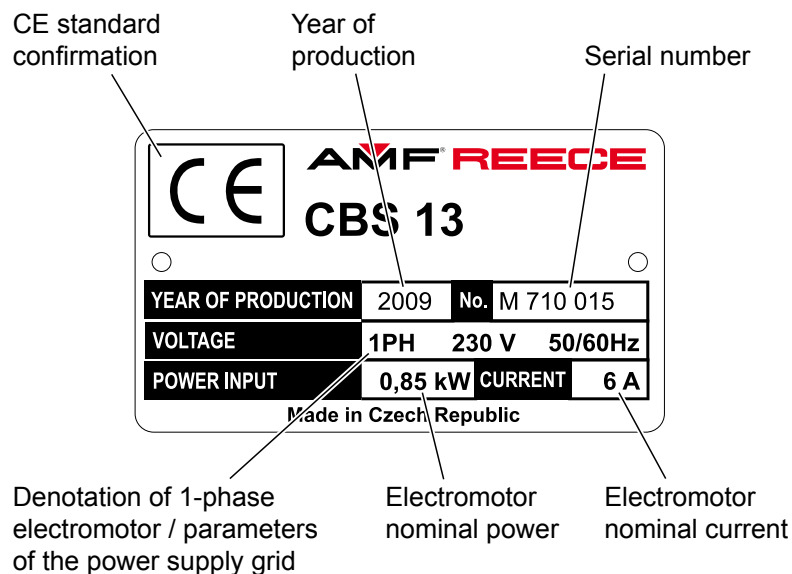 CE standard
confirmation
Year of
production
Serial number
CE
AMF® REECE
CBS 13
YEAR OF PRODUCTION 2009 No. M 710 015
VOLTAGE 1PH 230 V 50/60Hz
POWER INPUT 0,85 kW CURRENT 6 A
Made in Czech Republic
Denotation of 1-phase
electromotor / parameters
of the power supply grid
Electromotor
nominal power
Electromotor
nominal current